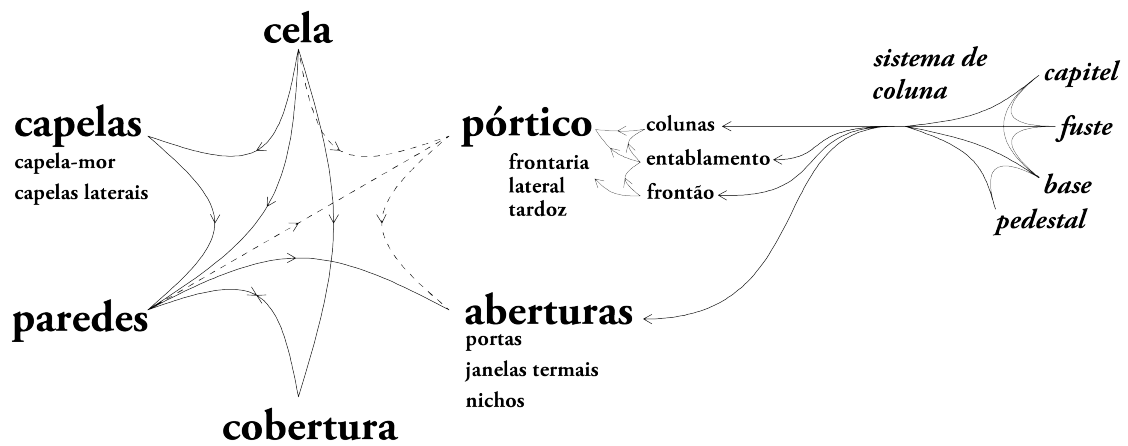 cela
capelas
capela-mor
capelas laterais
paredes
cobertura
pórtico
frontaria
lateral
tardoz
colunas
entablamento
frontão
aberturas
portas
janelas termais
nichos
sistema de
coluna
capitel
fuste
base
pedestal